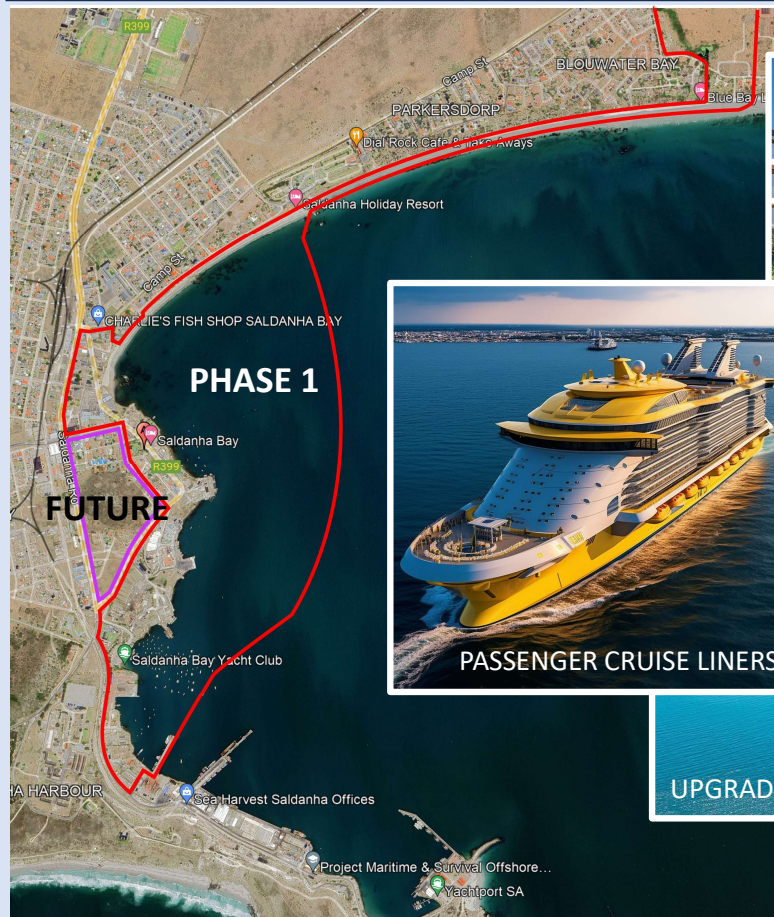 R399
Camp St
BLOUWATER BAY
Blue Bay L
PARKERSDORP
Dial Rock Cafe & Take Aways
Saldanha Holiday Resort
Camp St
CHARLIE'S FISH SHOP SALDANHA BAY
PHASE 1
Saldanha Bay
Saldanha Rd
R399
FUTURE
PASSENGER CRUISE LINERS
Saldanha Bay Yacht Club
UPGRAD
HA HARBOUR
Sea Harvest Saldanha Offices
Project Maritime & Survival Offshore...
Yachtport SA